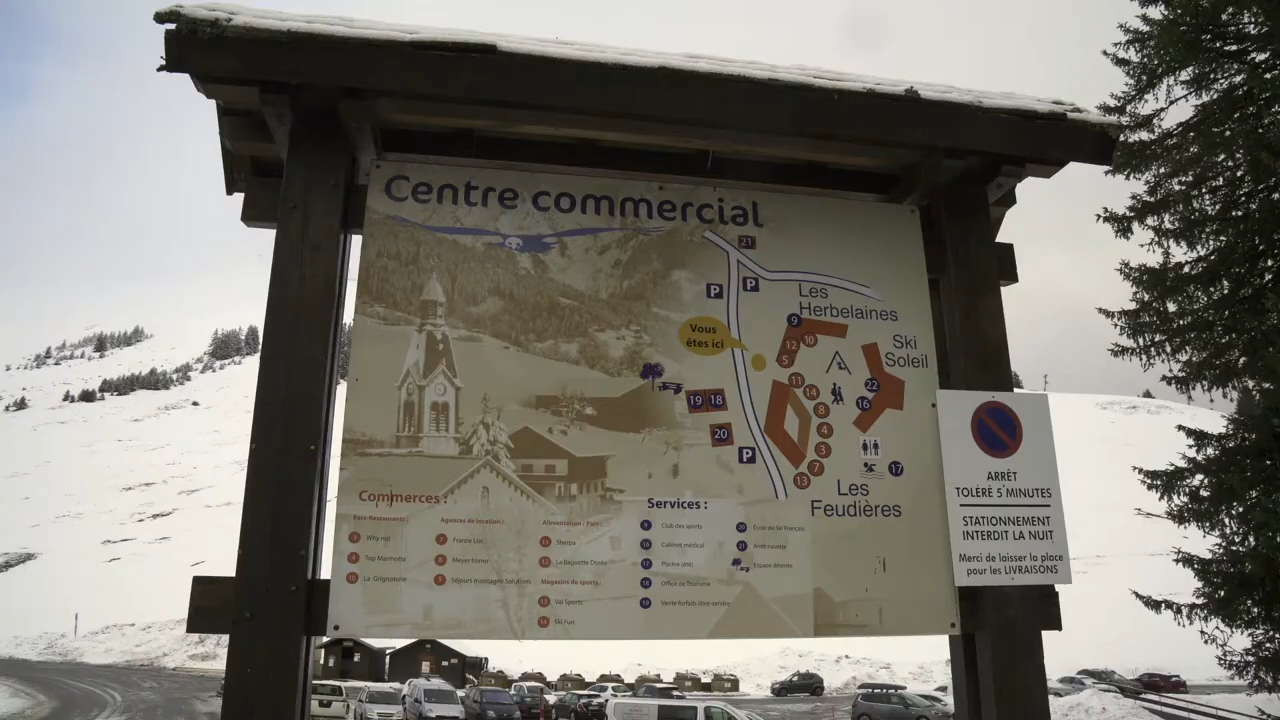 Centre commercial
21
P
P
Les
Herbelaines
9
Vous
êtes ici
12
10
5
Ski
Soleil
11
14
22
16
19
18
8
4
20
3
P
7
17
13
Les
Feudières
Commerces :
Bars-Restaurants :
3 Why not
4 Top Marmotte
10 La Grignoterie
Agences de location :
7 France Loc
8 Meyer Immar
5 Séjours montagne Solutions
Alimentation / Pain :
11 Sherpa
12 La Baguette Dorée
Magasins de sports :
13 Val Sports
14 Ski Fun
Services :
9 Club des sports
16 Cabinet médical
17 Piscine (été)
18 Office de Tourisme
19 Vente forfaits libre-service
20 École de Ski Français
21 Arrêt navette
Espace détente
ARRÊT
TOLÉRÉ 5 MINUTES
STATIONNEMENT
INTERDIT LA NUIT
Merci de laisser la place
pour les LIVRAISONS